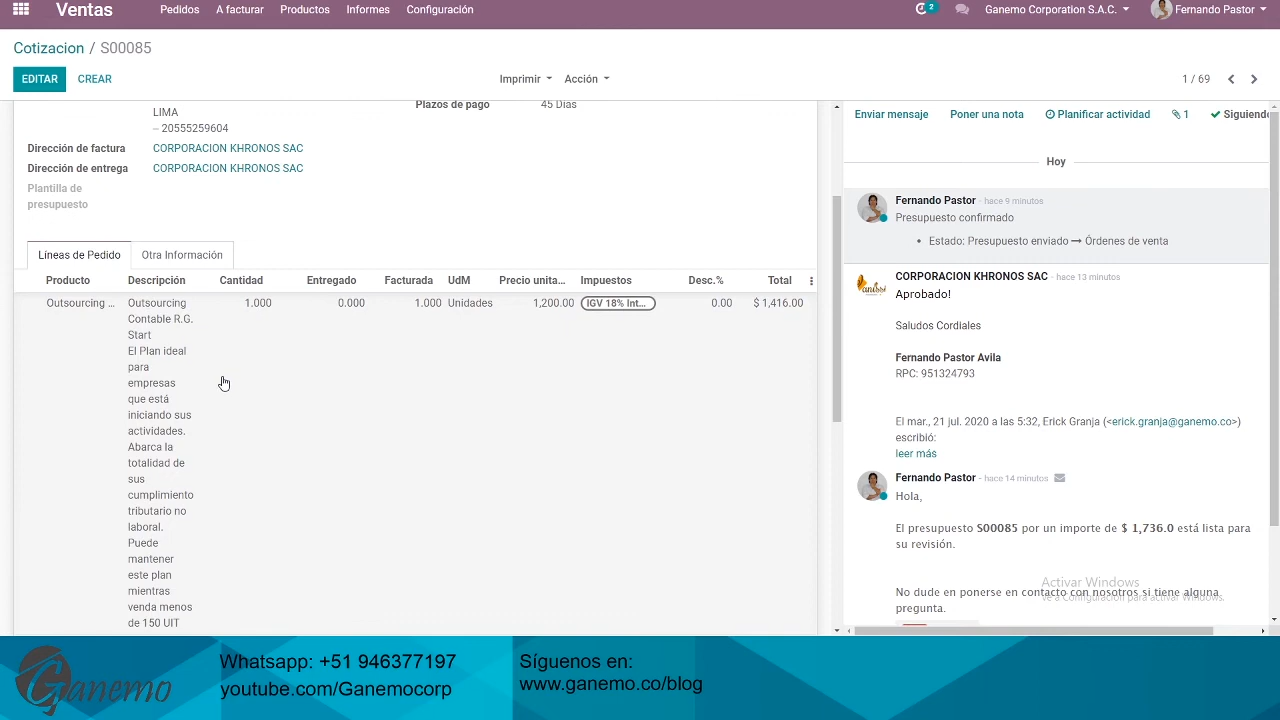 Ventas Pedidos A facturar Productos Informes Configuración 2 Ganemo Corporation S.A.C. Fernando Pastor
Cotizacion / S00085
EDITAR CREAR Imprimir Acción 1 / 69
LIMA
– 20555259604
Plazos de pago 45 Días
Dirección de factura CORPORACION KHRONOS SAC
Dirección de entrega CORPORACION KHRONOS SAC
Plantilla de
presupuesto
Líneas de Pedido Otra Información
Producto Descripción Cantidad Entregado Facturada UdM Precio unita... Impuestos Desc.% Total
Outsourcing ... Outsourcing 1.000 0.000 1.000 Unidades 1,200.00 IGV 18% Int... 0.00 $ 1,416.00
Contable R.G.
Start
El Plan ideal
para
empresas
que está
iniciando sus
actividades.
Abarca la
totalidad de
sus
cumplimiento
tributario no
laboral.
Puede
mantener
este plan
mientras
venda menos
de 150 UIT
Enviar mensaje Poner una nota Planificar actividad 1 Siguiendo
Hoy
Fernando Pastor - hace 9 minutos
Presupuesto confirmado
• Estado: Presupuesto enviado → Órdenes de venta
CORPORACION KHRONOS SAC - hace 13 minutos
Aprobado!
Saludos Cordiales
Fernando Pastor Avila
RPC: 951324793
El mar., 21 jul. 2020 a las 5:32, Erick Granja (<erick.granja@ganemo.co>)
escribió:
leer más
Fernando Pastor - hace 14 minutos
Hola,
El presupuesto S00085 por un importe de $ 1,736.0 está lista para
su revisión.
Activar Windows
Ve a Configuración para activar Windows.
No dude en ponerse en contacto con nosotros si tiene alguna
pregunta.
Ganemo
Whatsapp: +51 946377197
youtube.com/Ganemocorp
Síguenos en:
www.ganemo.co/blog